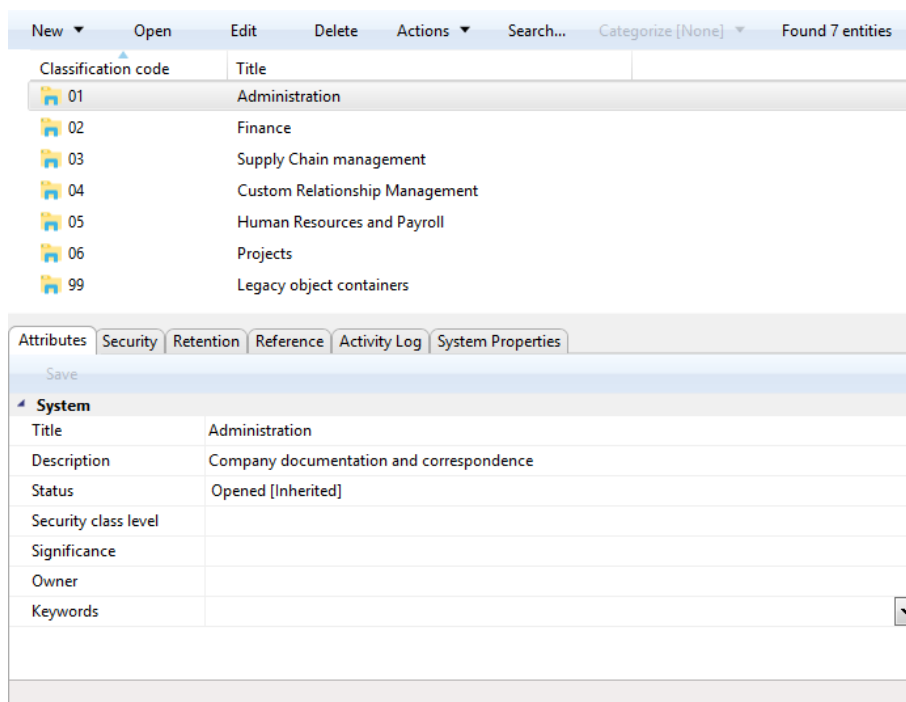 New Open Edit Delete Actions Search... Categorize [None] Found 7 entities
Classification code Title
01 Administration
02 Finance
03 Supply Chain management
04 Custom Relationship Management
05 Human Resources and Payroll
06 Projects
99 Legacy object containers
Attributes Security Retention Reference Activity Log System Properties
Save
System
Title Administration
Description Company documentation and correspondence
Status Opened [Inherited]
Security class level
Significance
Owner
Keywords